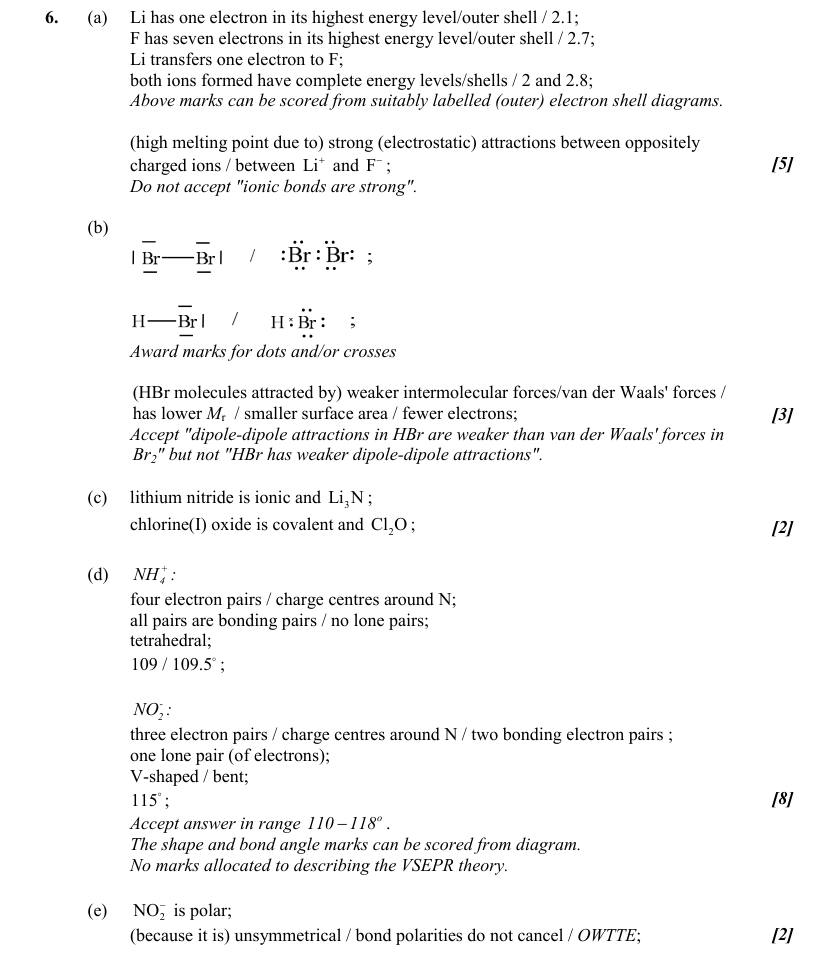 6. (a) Li has one electron in its highest energy level/outer shell / 2.1;
F has seven electrons in its highest energy level/outer shell / 2.7;
Li transfers one electron to F;
both ions formed have complete energy levels/shells / 2 and 2.8;
Above marks can be scored from suitably labelled (outer) electron shell diagrams.
(high melting point due to) strong (electrostatic) attractions between oppositely
charged ions / between Li⁺ and F⁻ ; [5]
Do not accept "ionic bonds are strong".
(b)
| Br — Br | / :Br : Br: ;
H — Br | / H : Br : ;
Award marks for dots and/or crosses
(HBr molecules attracted by) weaker intermolecular forces/van der Waals' forces /
has lower Mᵣ / smaller surface area / fewer electrons; [3]
Accept "dipole-dipole attractions in HBr are weaker than van der Waals' forces in
Br₂" but not "HBr has weaker dipole-dipole attractions".
(c) lithium nitride is ionic and Li₃N ;
chlorine(I) oxide is covalent and Cl₂O ; [2]
(d) NH₄⁺ :
four electron pairs / charge centres around N;
all pairs are bonding pairs / no lone pairs;
tetrahedral;
109 / 109.5° ;
NO₂⁻:
three electron pairs / charge centres around N / two bonding electron pairs ;
one lone pair (of electrons);
V-shaped / bent;
115° ; [8]
Accept answer in range 110 – 118° .
The shape and bond angle marks can be scored from diagram.
No marks allocated to describing the VSEPR theory.
(e) NO₂⁻ is polar;
(because it is) unsymmetrical / bond polarities do not cancel / OWTTE; [2]